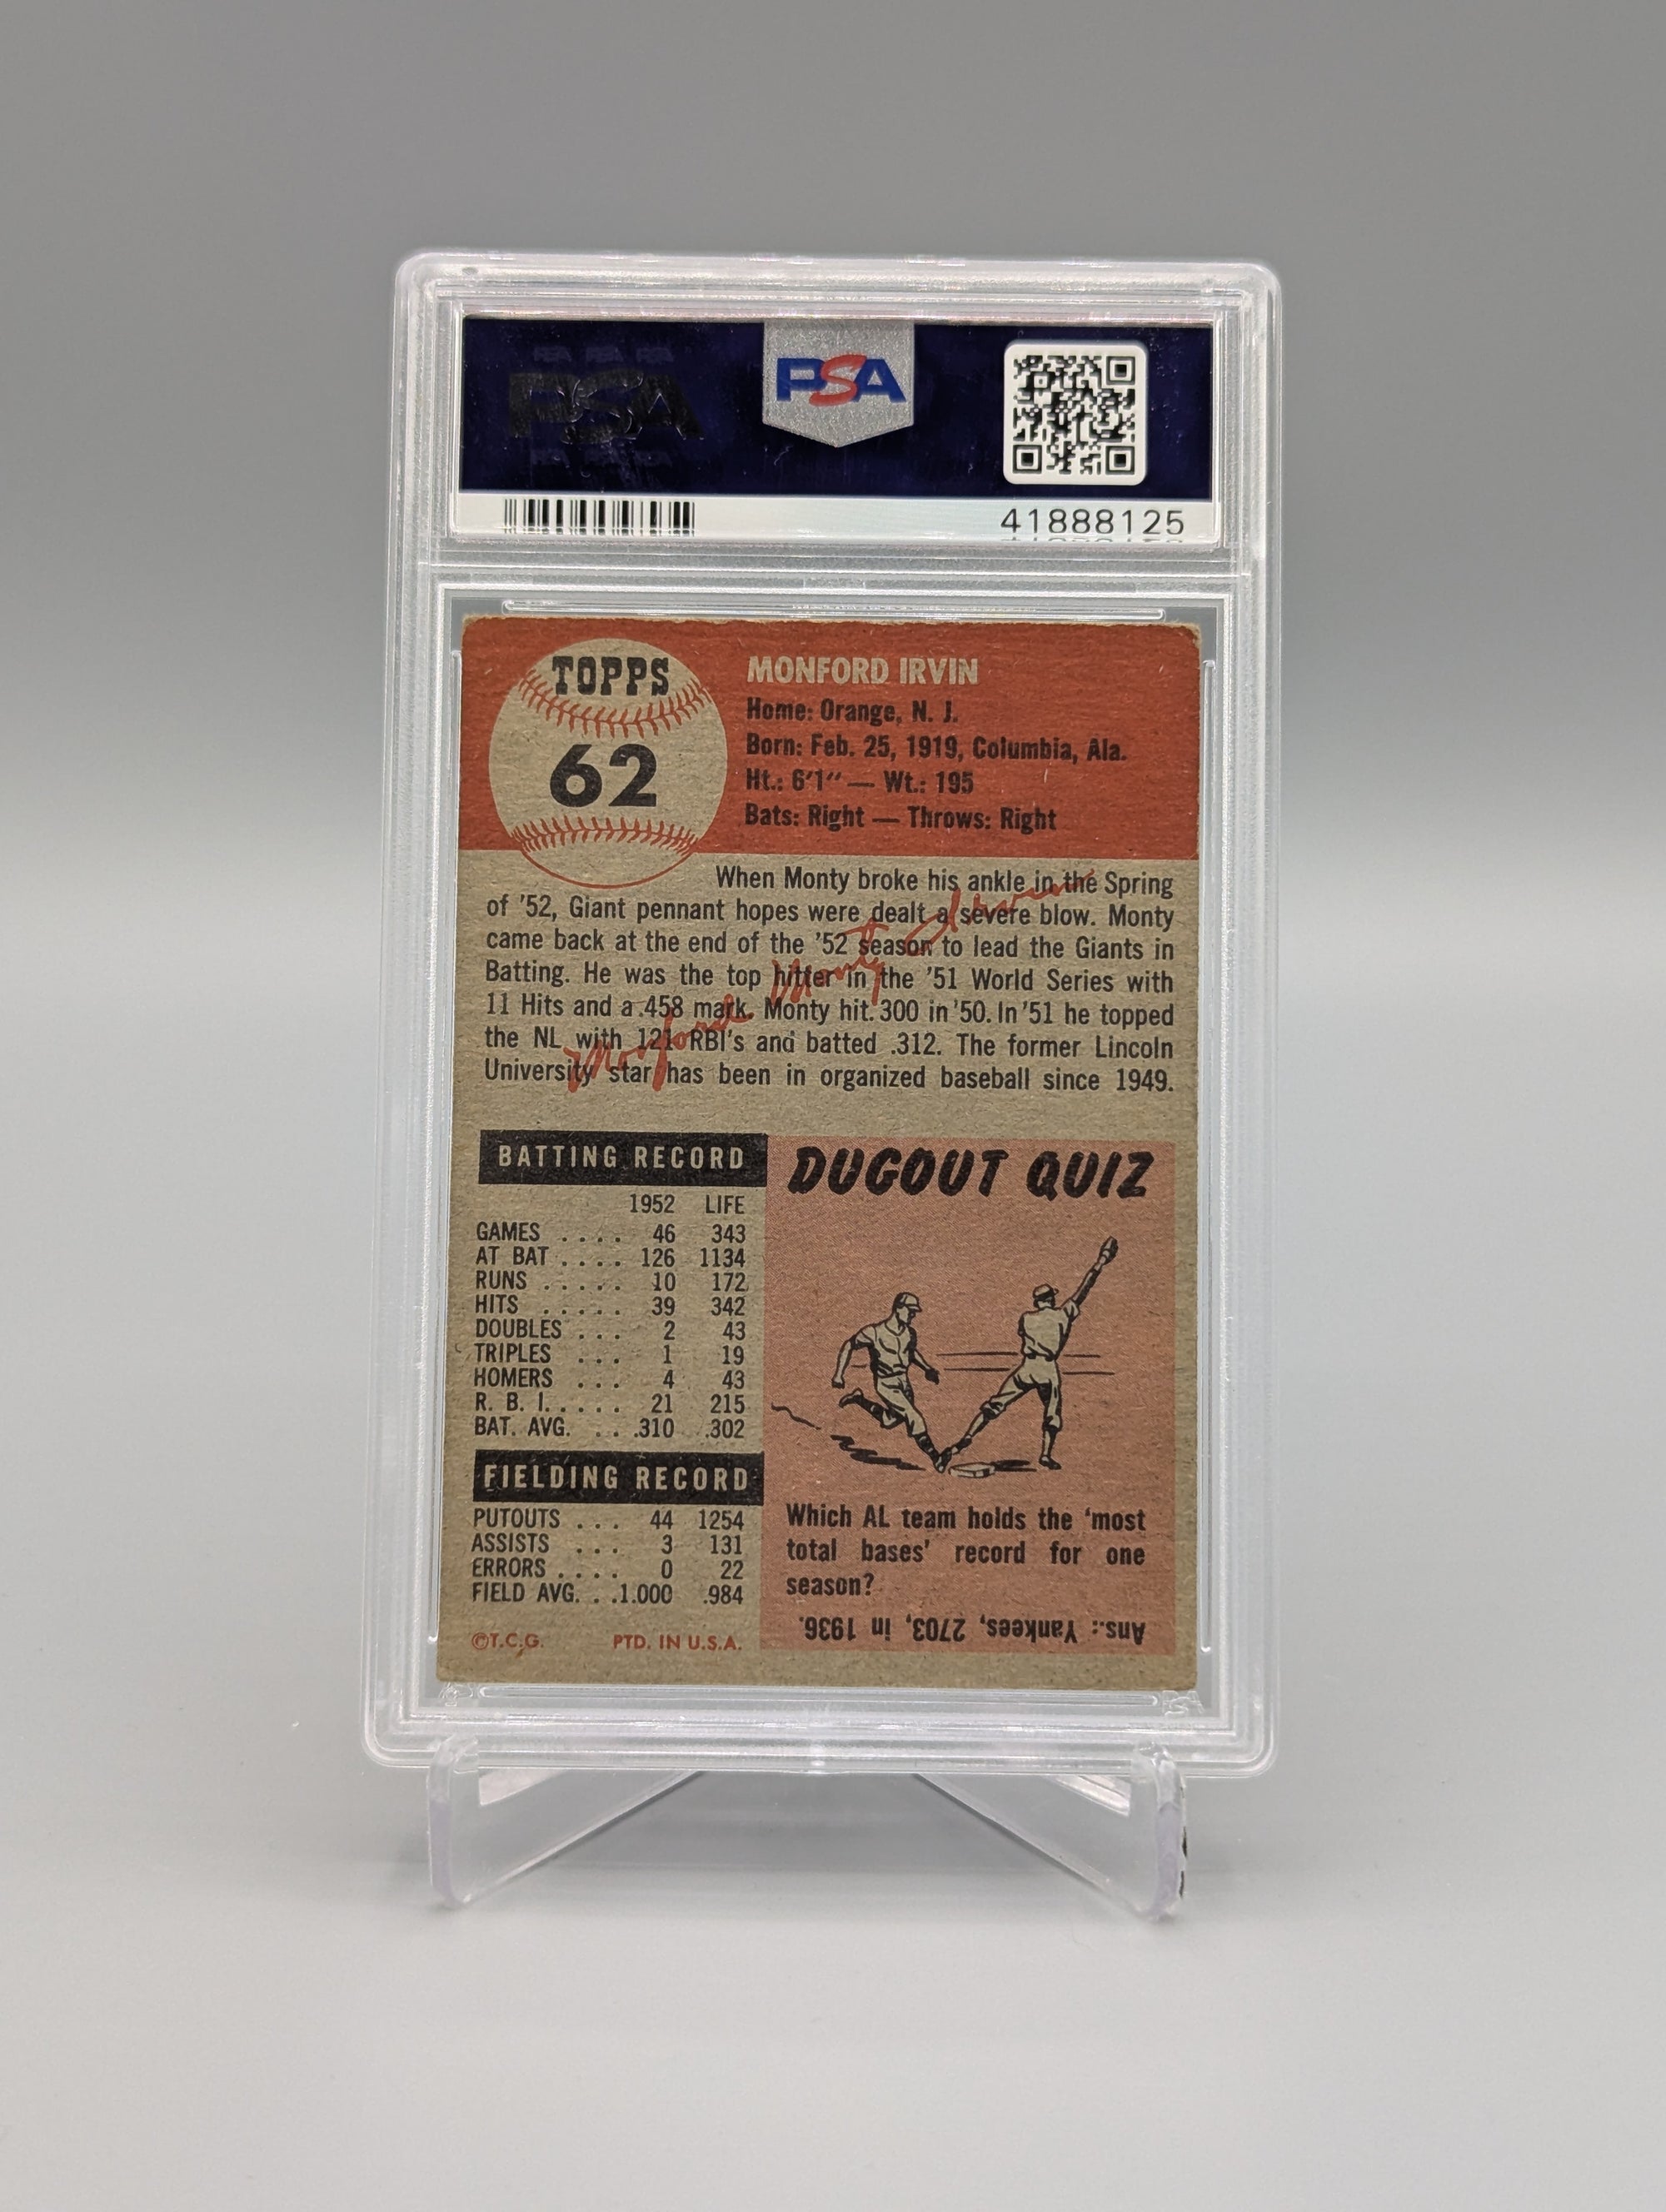 PSA PSA PSA
PSA
PSA PSA PSA
PSA
41888125
TOPPS
62
MONFORD IRVIN
Home: Orange, N. J.
Born: Feb. 25, 1919, Columbia, Ala.
Ht.: 6'1" — Wt.: 195
Bats: Right — Throws: Right
When Monty broke his ankle in the Spring
of '52, Giant pennant hopes were dealt a severe blow. Monty
came back at the end of the '52 season to lead the Giants in
Batting. He was the top hitter in the '51 World Series with
11 Hits and a .458 mark. Monty hit .300 in '50. In '51 he topped
the NL with 121 RBI's and batted .312. The former Lincoln
University star has been in organized baseball since 1949.
Monford Monty Irvin
BATTING RECORD
1952 LIFE
GAMES .... 46 343
AT BAT .... 126 1134
RUNS ..... 10 172
HITS ..... 39 342
DOUBLES ... 2 43
TRIPLES ... 1 19
HOMERS ... 4 43
R. B. I. .... 21 215
BAT. AVG. .. .310 .302
FIELDING RECORD
PUTOUTS ... 44 1254
ASSISTS ... 3 131
ERRORS .... 0 22
FIELD AVG. . .1.000 .984
©T.C.G. PTD. IN U.S.A.
DUGOUT QUIZ
Which AL team holds the 'most
total bases' record for one
season?
Ans.: Yankees, 2703, in 1936.